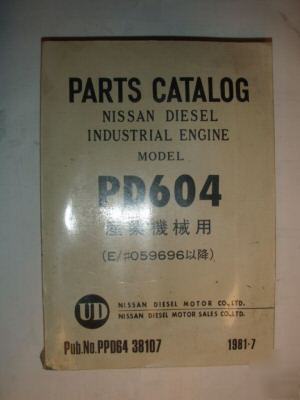 PARTS CATALOG
NISSAN DIESEL
INDUSTRIAL ENGINE
MODEL
PD604
産業機械用
(E/#059696以降)
UD
NISSAN DIESEL MOTOR CO.,LTD.
NISSAN DIESEL MOTOR SALES CO.,LTD.
Pub.No.PPD64 38107
1981-7